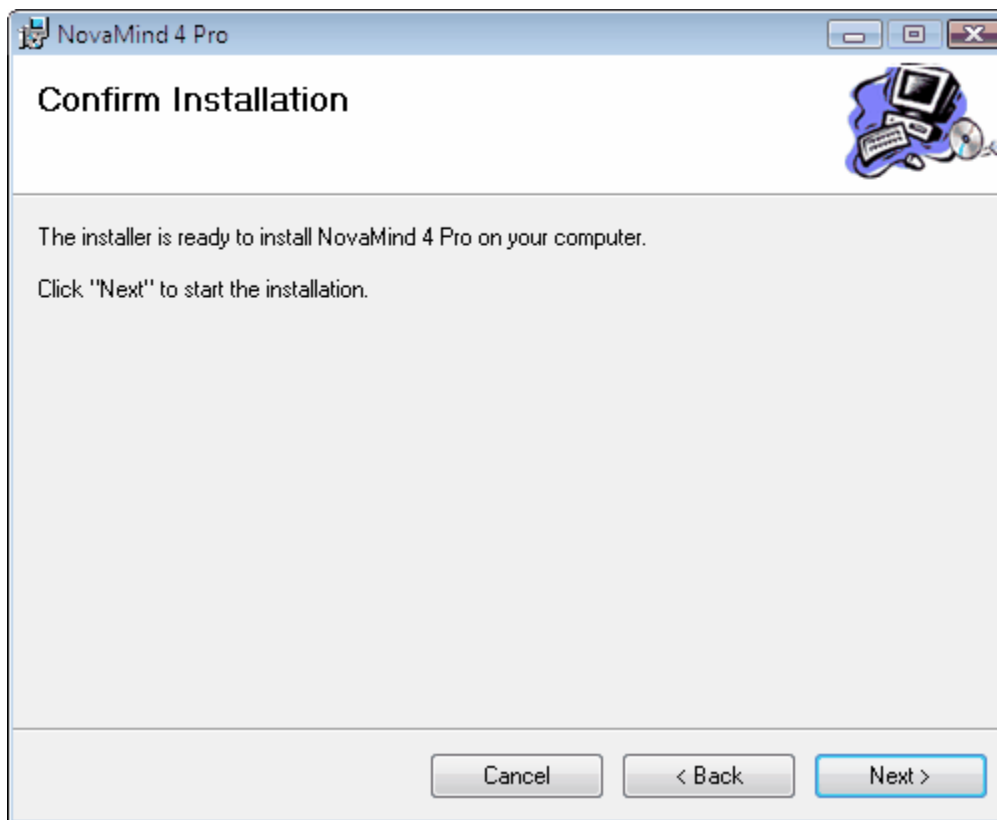 NovaMind 4 Pro
Confirm Installation
The installer is ready to install NovaMind 4 Pro on your computer.
Click "Next" to start the installation.
Cancel
< Back
Next >